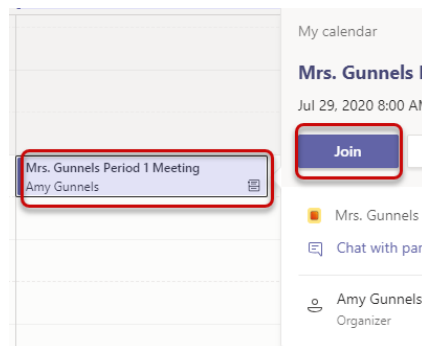 Mrs. Gunnels Period 1 Meeting
Amy Gunnels
My calendar
Mrs. Gunnels
Jul 29, 2020 8:00 AM
Join
Mrs. Gunnels
Chat with
Amy Gunnels
Organizer